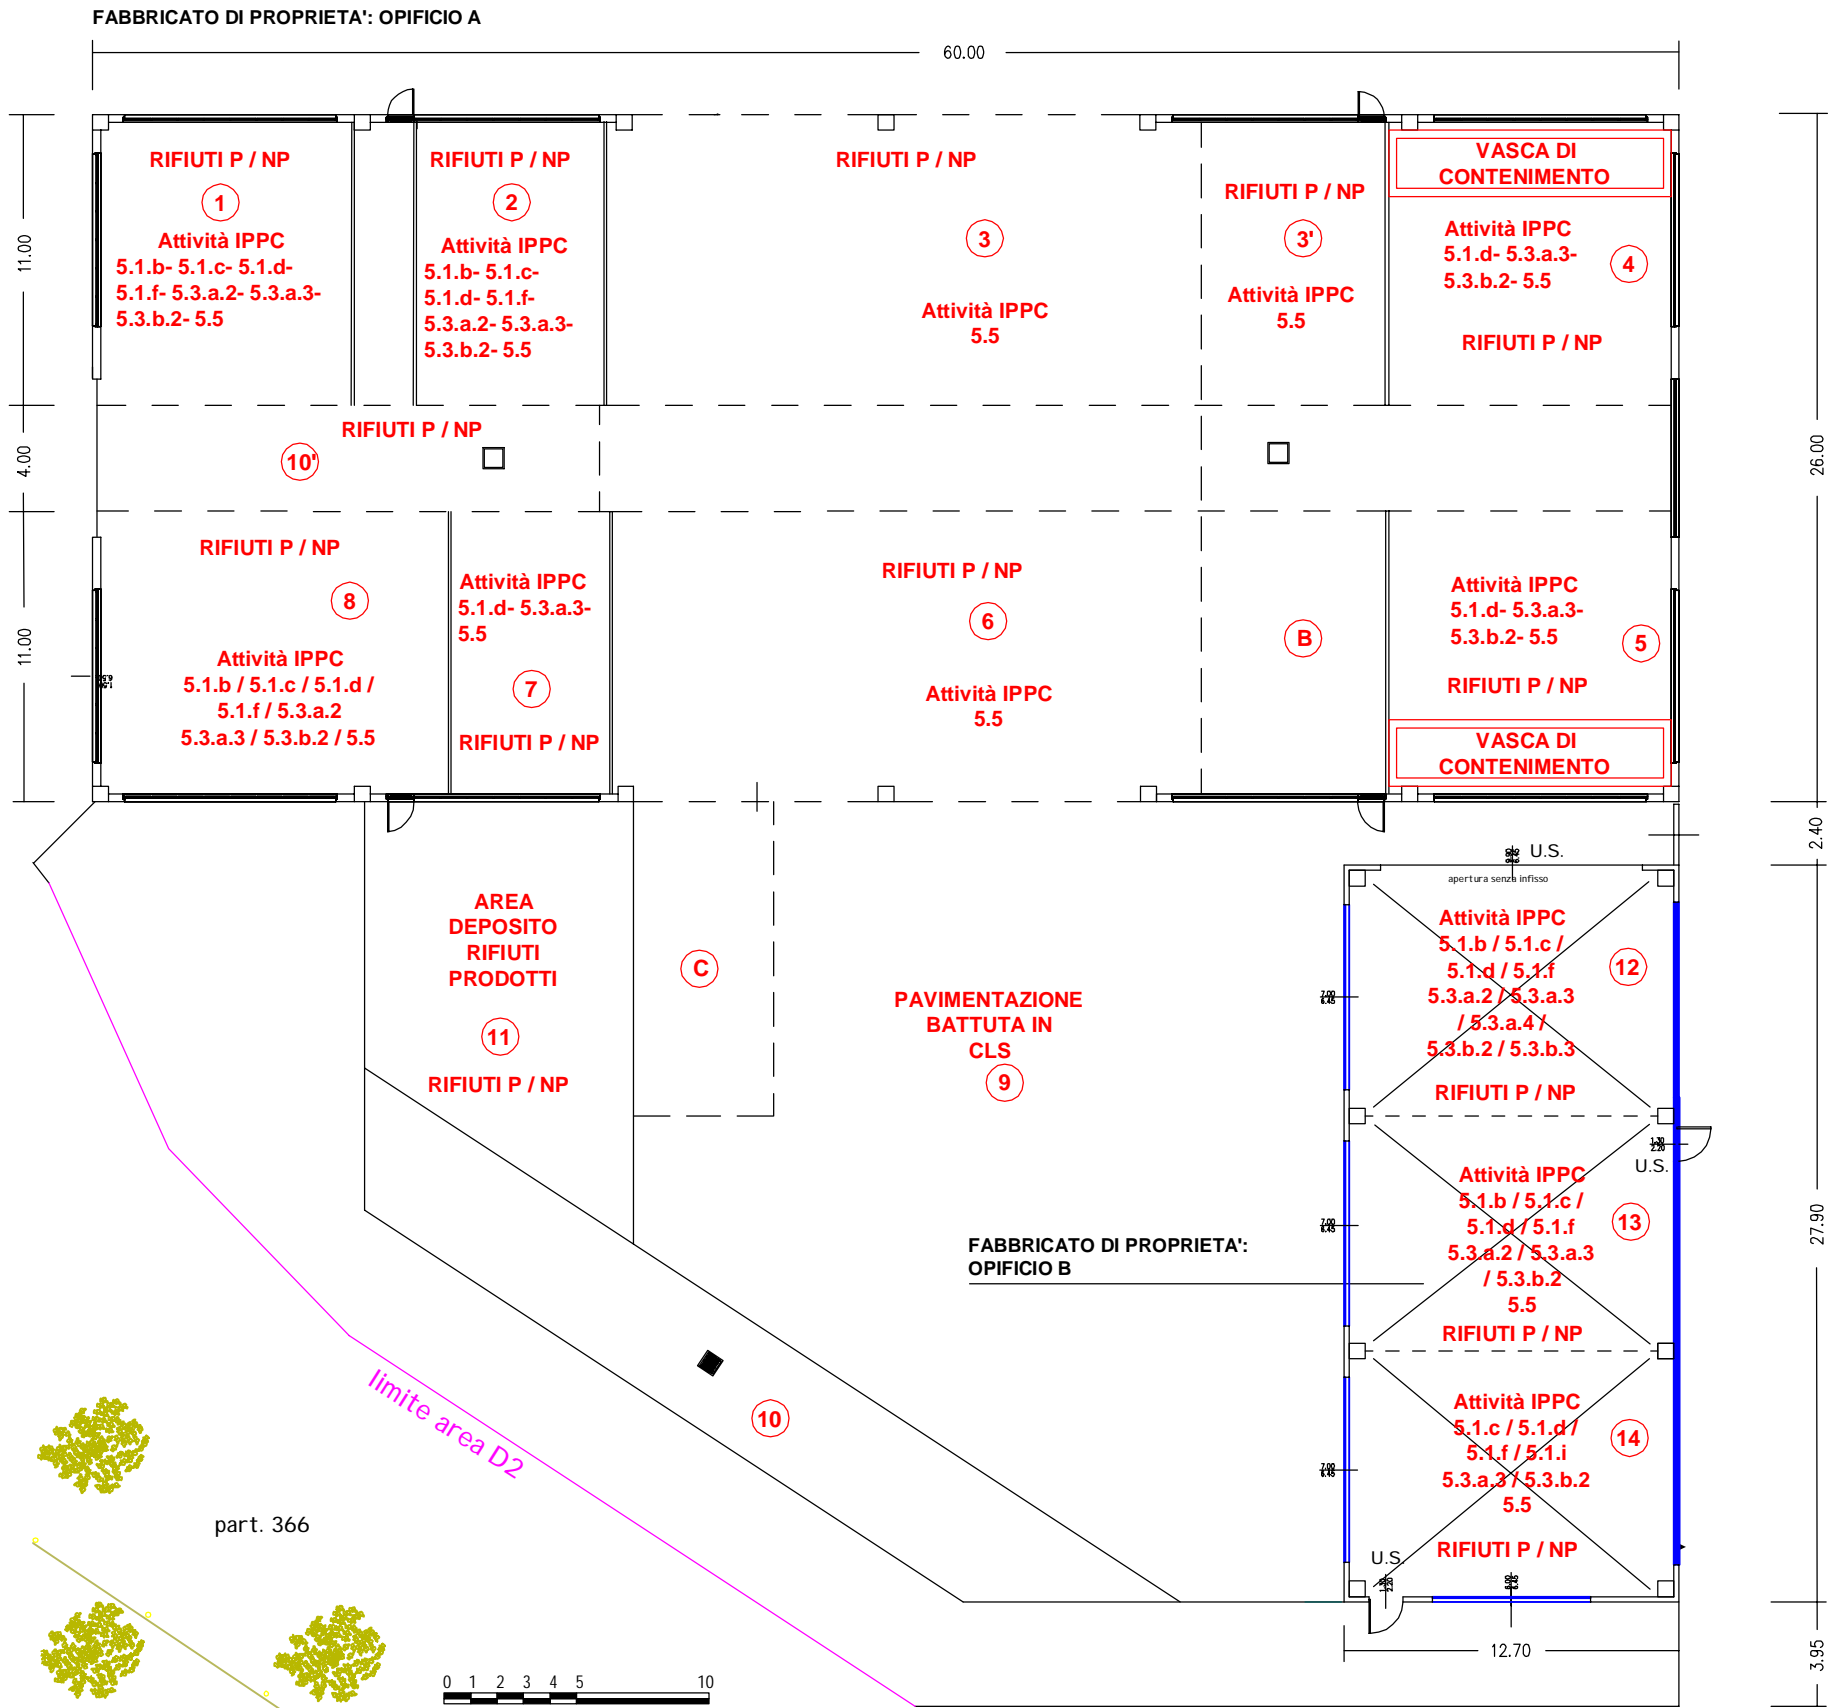 FABBRICATO DI PROPRIETA': OPIFICIO A
60.00
RIFIUTI P / NP
1
Attività IPPC
5.1.b- 5.1.c- 5.1.d-
5.1.f- 5.3.a.2- 5.3.a.3-
5.3.b.2- 5.5
RIFIUTI P / NP
2
Attività IPPC
5.1.b- 5.1.c-
5.1.d- 5.1.f-
5.3.a.2- 5.3.a.3-
5.3.b.2- 5.5
RIFIUTI P / NP
3
Attività IPPC
5.5
RIFIUTI P / NP
3'
Attività IPPC
5.5
VASCA DI
CONTENIMENTO
Attività IPPC
5.1.d- 5.3.a.3-
5.3.b.2- 5.5
4
RIFIUTI P / NP
11.00
4.00
11.00
26.00
RIFIUTI P / NP
10'
RIFIUTI P / NP
8
Attività IPPC
5.1.b / 5.1.c / 5.1.d /
5.1.f / 5.3.a.2
5.3.a.3 / 5.3.b.2 / 5.5
Attività IPPC
5.1.d- 5.3.a.3-
5.5
7
RIFIUTI P / NP
RIFIUTI P / NP
6
Attività IPPC
5.5
B
Attività IPPC
5.1.d- 5.3.a.3-
5.3.b.2- 5.5
5
RIFIUTI P / NP
VASCA DI
CONTENIMENTO
2.40
U.S.
apertura senza infisso
AREA
DEPOSITO
RIFIUTI
PRODOTTI
11
RIFIUTI P / NP
C
PAVIMENTAZIONE
BATTUTA IN
CLS
9
Attività IPPC
5.1.b / 5.1.c /
5.1.d / 5.1.f
5.3.a.2 / 5.3.a.3
/ 5.3.a.4 /
5.3.b.2 / 5.3.b.3
12
RIFIUTI P / NP
U.S.
Attività IPPC
5.1.b / 5.1.c /
5.1.d / 5.1.f
5.3.a.2 / 5.3.a.3
/ 5.3.b.2
5.5
13
RIFIUTI P / NP
27.90
FABBRICATO DI PROPRIETA':
OPIFICIO B
Attività IPPC
5.1.c / 5.1.d /
5.1.f / 5.1.i
5.3.a.3 / 5.3.b.2
5.5
14
RIFIUTI P / NP
U.S.
10
limite area D2
part. 366
12.70
3.95
0 1 2 3 4 5 10